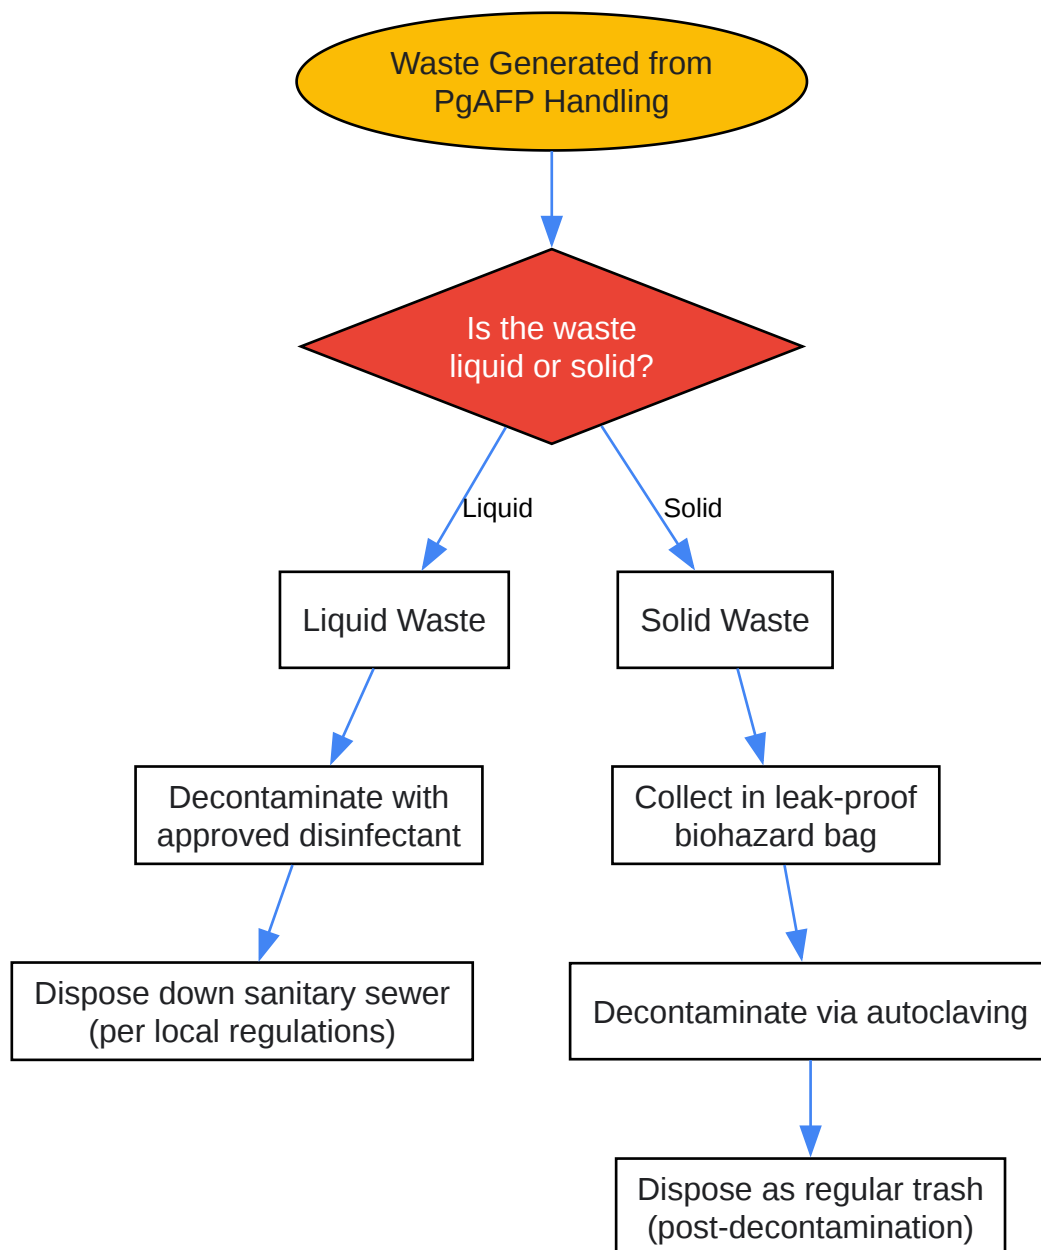 Waste Generated from
PgAFP Handling
Is the waste
liquid or solid?
Liquid
Solid
Liquid Waste
Solid Waste
Decontaminate with
approved disinfectant
Collect in leak-proof
biohazard bag
Dispose down sanitary sewer
(per local regulations)
Decontaminate via autoclaving
Dispose as regular trash
(post-decontamination)